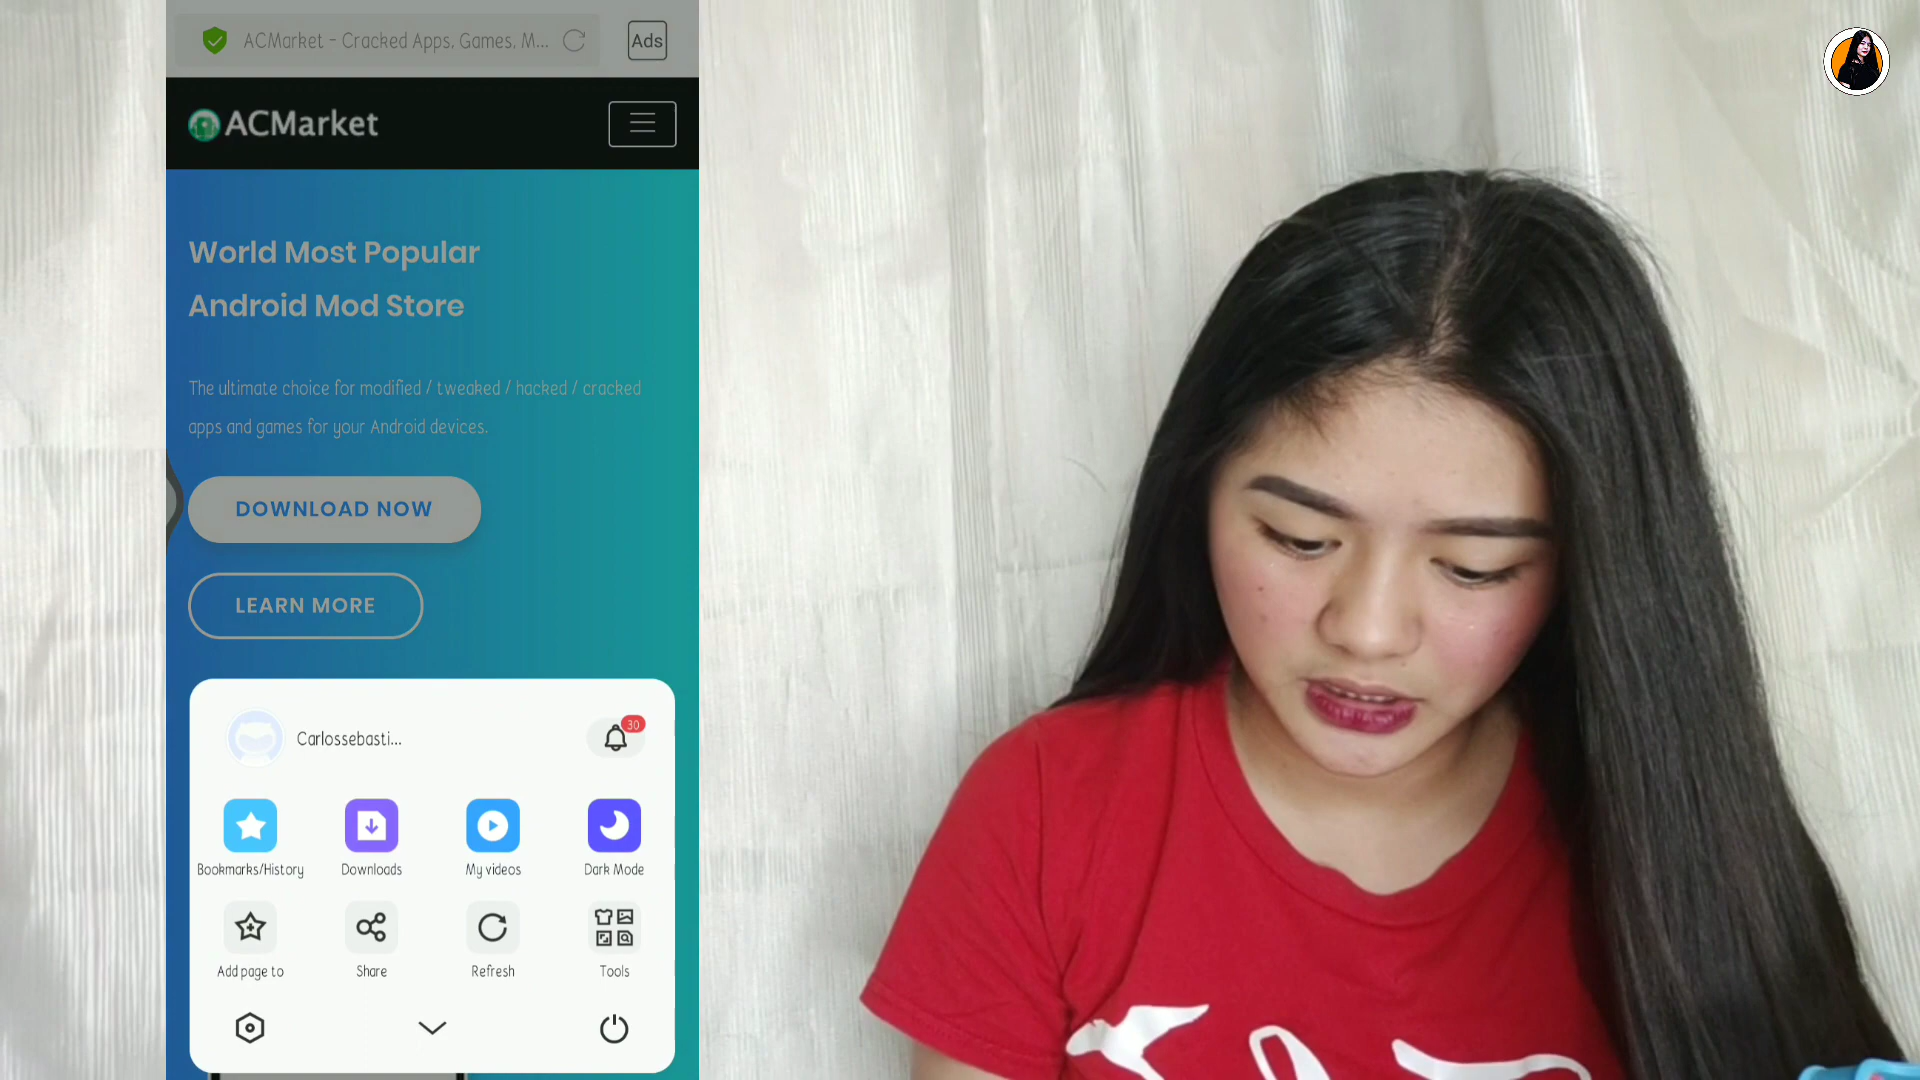 ACMarket - Cracked Apps, Games, M...
Ads
ACMarket
World Most Popular
Android Mod Store
The ultimate choice for modified / tweaked / hacked / cracked
apps and games for your Android devices.
DOWNLOAD NOW
LEARN MORE
Carlossebasti...
30
Bookmarks/History
Downloads
My videos
Dark Mode
Add page to
Share
Refresh
Tools